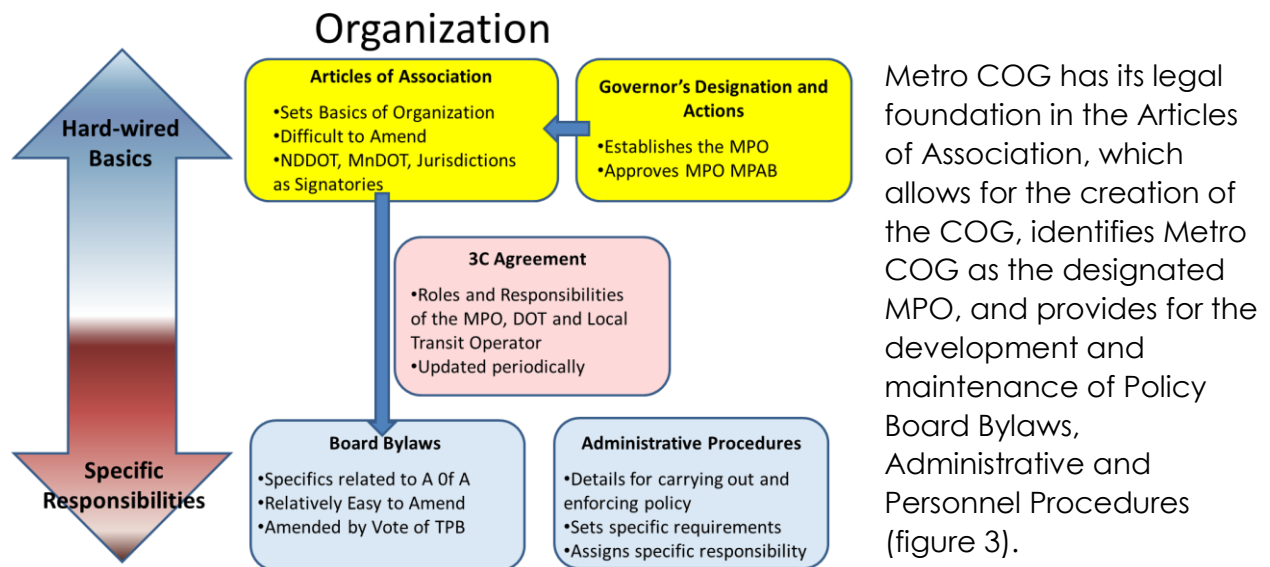 Organization
Hard-wired
Basics
Specific
Responsibilities
Articles of Association
•Sets Basics of Organization
•Difficult to Amend
•NDDOT, MnDOT, Jurisdictions
as Signatories
Governor's Designation and
Actions
•Establishes the MPO
•Approves MPO MPAB
3C Agreement
•Roles and Responsibilities
of the MPO, DOT and Local
Transit Operator
•Updated periodically
Board Bylaws
•Specifics related to A 0f A
•Relatively Easy to Amend
•Amended by Vote of TPB
Administrative Procedures
•Details for carrying out and
enforcing policy
•Sets specific requirements
•Assigns specific responsibility
Metro COG has its legal
foundation in the Articles
of Association, which
allows for the creation of
the COG, identifies Metro
COG as the designated
MPO, and provides for the
development and
maintenance of Policy
Board Bylaws,
Administrative and
Personnel Procedures
(figure 3).